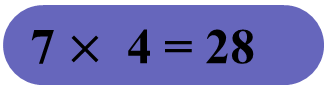 7 × 4 = 28